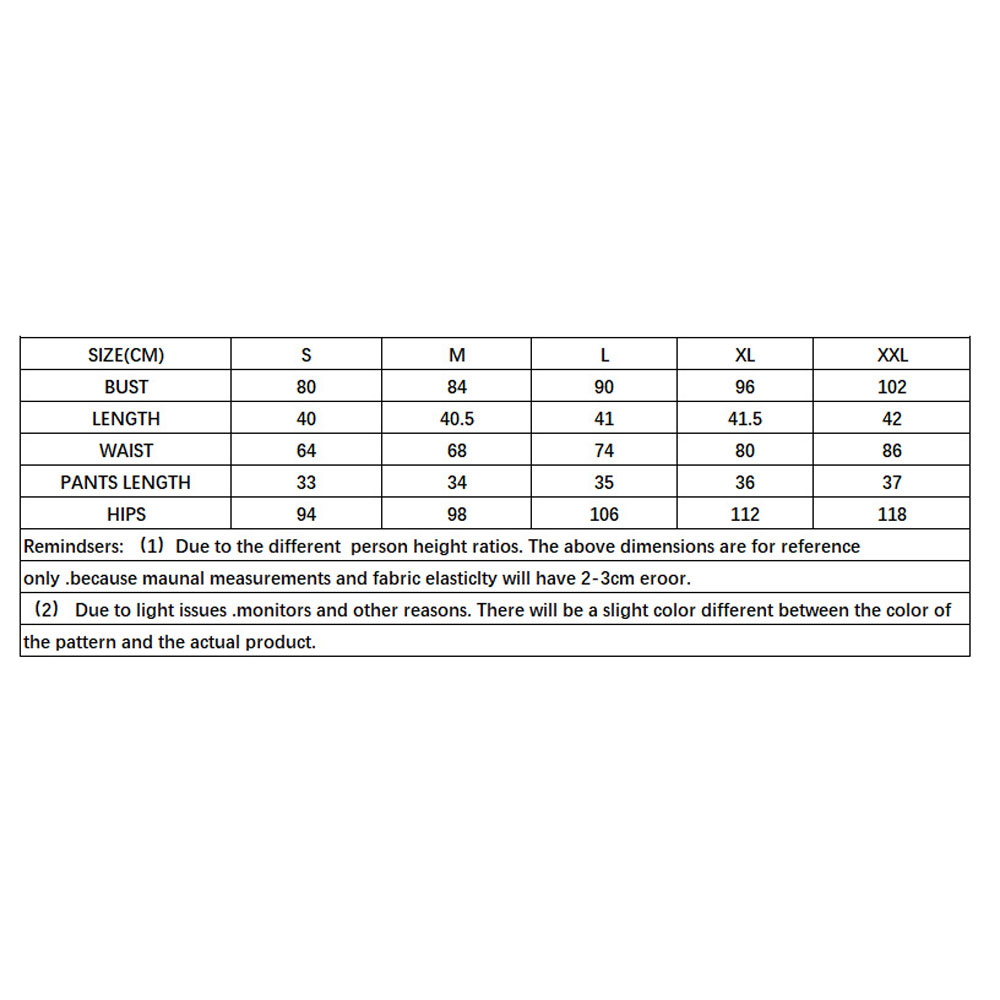 SIZE(CM) S M L XL XXL
BUST 80 84 90 96 102
LENGTH 40 40.5 41 41.5 42
WAIST 64 68 74 80 86
PANTS LENGTH 33 34 35 36 37
HIPS 94 98 106 112 118
Remindsers: （1） Due to the different person height ratios. The above dimensions are for reference
only .because maunal measurements and fabric elasticlty will have 2-3cm eroor.
（2） Due to light issues .monitors and other reasons. There will be a slight color different between the color of
the pattern and the actual product.